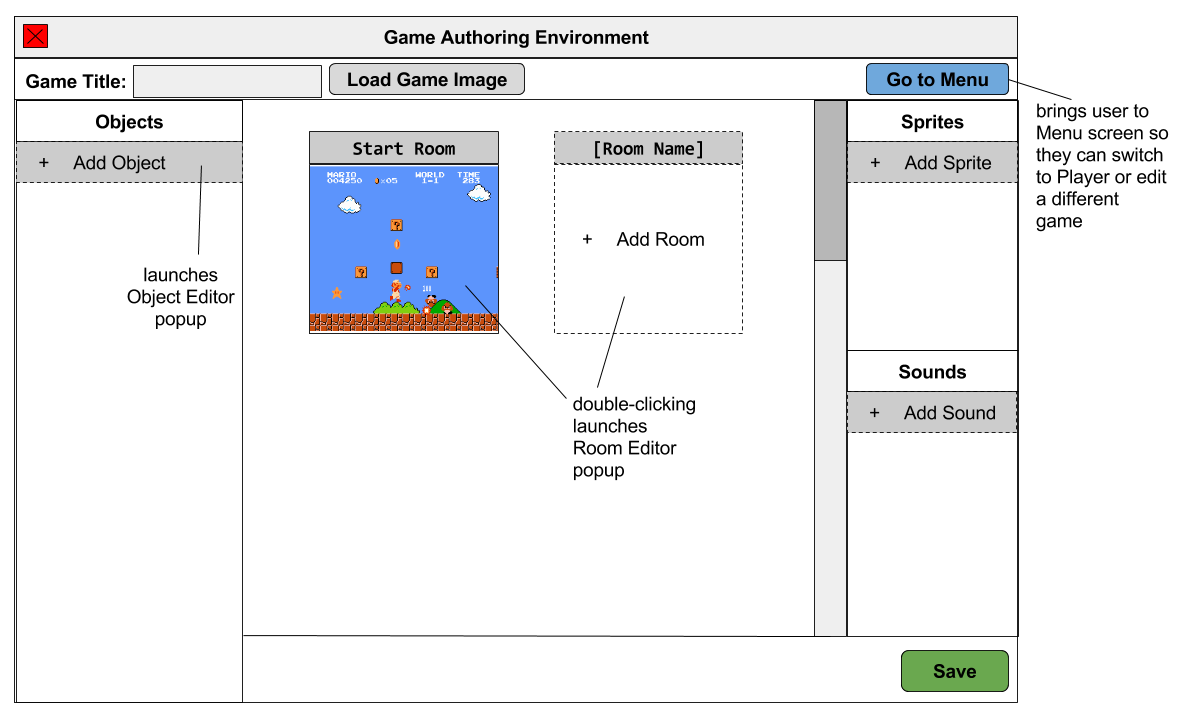 Game Authoring Environment
Game Title:
Load Game Image
Go to Menu
brings user to
Menu screen so
they can switch
to Player or edit
a different
game
Objects
+ Add Object
launches
Object Editor
popup
Start Room
MARIO WORLD TIME
004250 ×05 1-1 283
? 
? ?
[Room Name]
+ Add Room
double-clicking
launches
Room Editor
popup
Sprites
+ Add Sprite
Sounds
+ Add Sound
Save